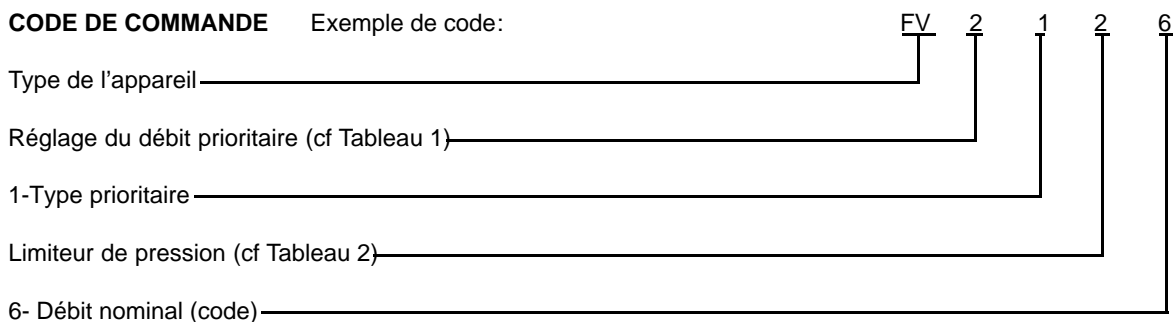 CODE DE COMMANDE Exemple de code: FV 2 1 2 6
Type de l'appareil
Réglage du débit prioritaire (cf Tableau 1)
1-Type prioritaire
Limiteur de pression (cf Tableau 2)
6- Débit nominal (code)